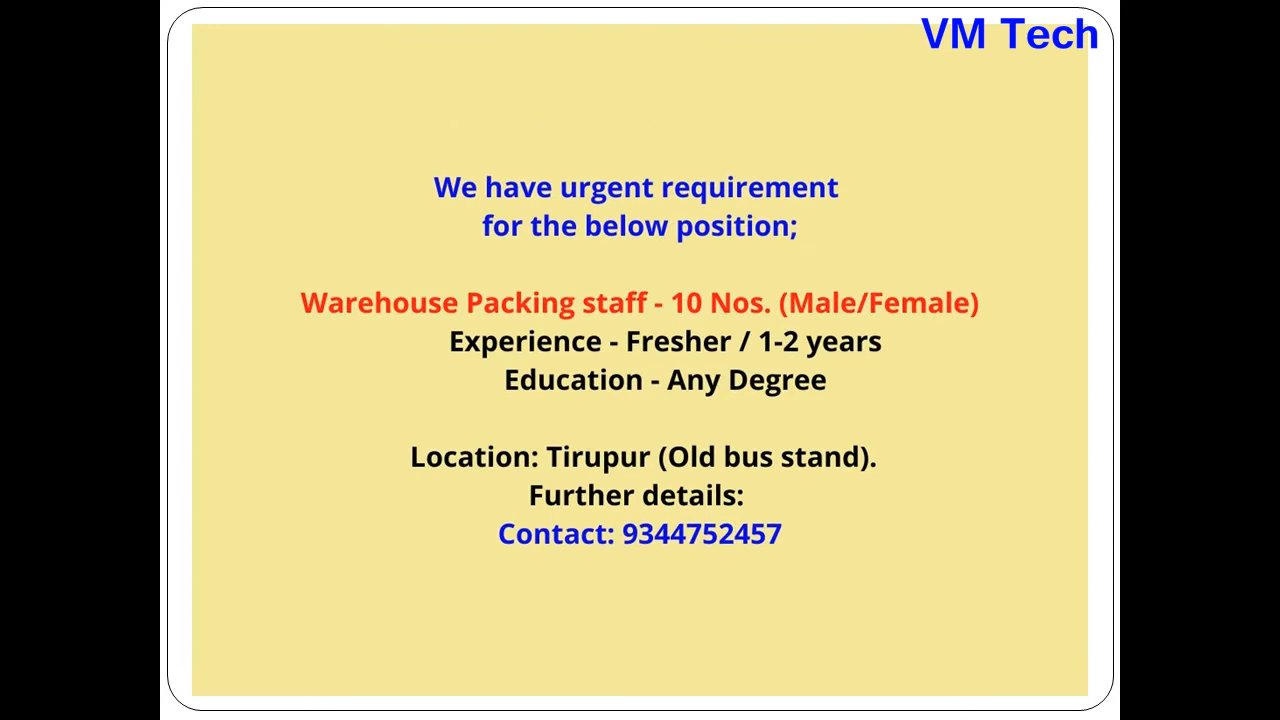 VM Tech
We have urgent requirement
for the below position;
Warehouse Packing staff - 10 Nos. (Male/Female)
Experience - Fresher / 1-2 years
Education - Any Degree
Location: Tirupur (Old bus stand).
Further details:
Contact: 9344752457